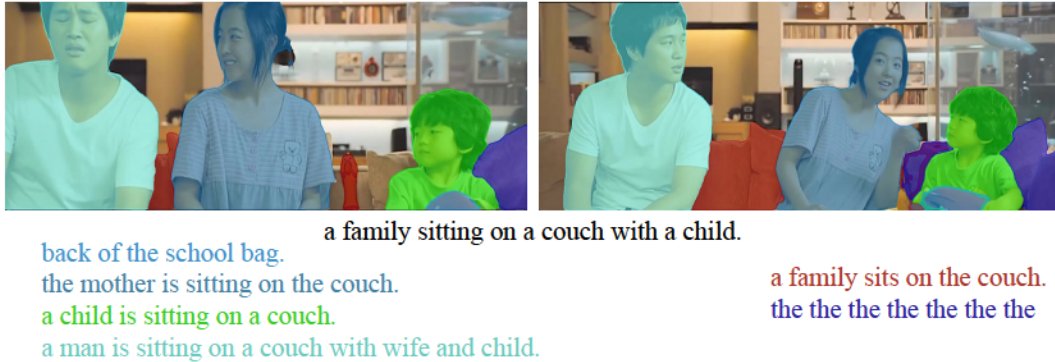 a family sitting on a couch with a child.
back of the school bag.
the mother is sitting on the couch.
a child is sitting on a couch.
a man is sitting on a couch with wife and child.
a family sits on the couch.
the the the the the the the